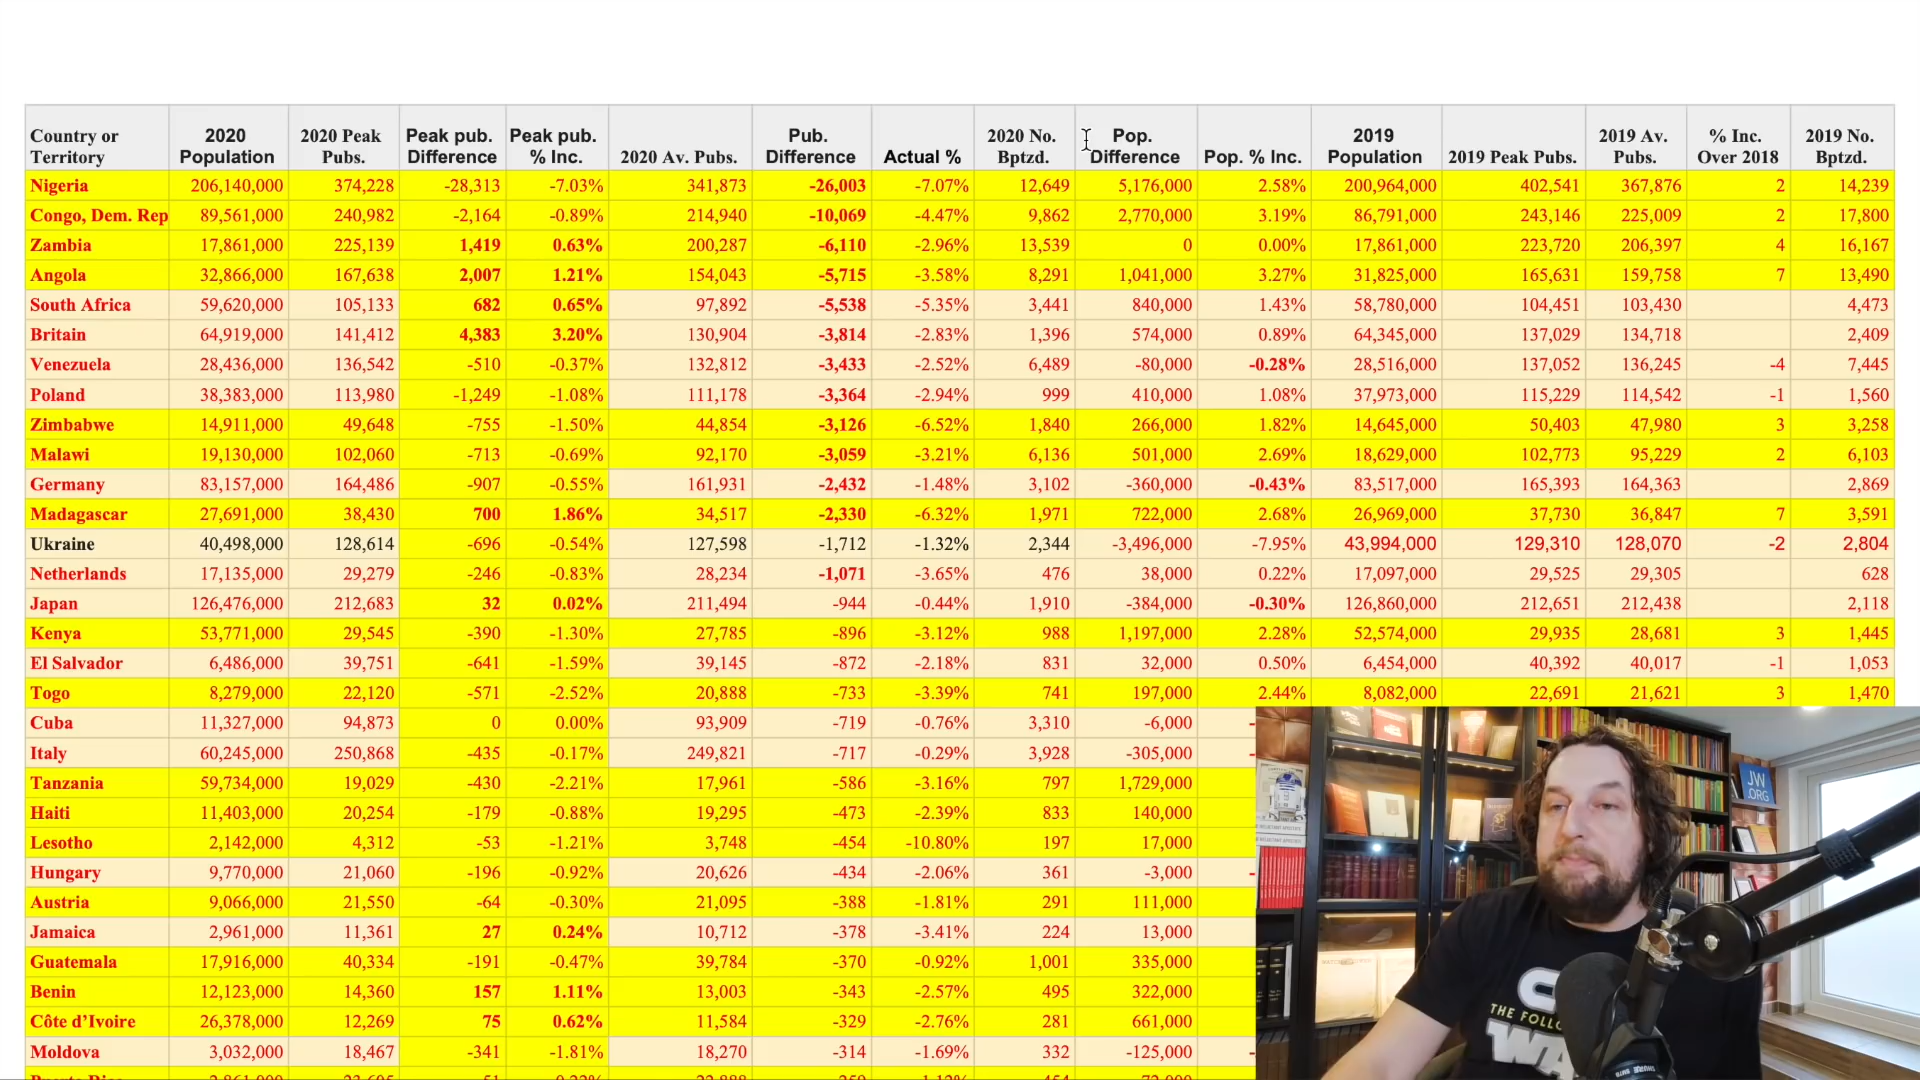 Country or Territory | 2020 Population | 2020 Peak Pubs. | Peak pub. Difference | Peak pub. % Inc. | 2020 Av. Pubs. | Pub. Difference | Actual % | 2020 No. Bptzd. | Pop. Difference | Pop. % Inc. | 2019 Population | 2019 Peak Pubs. | 2019 Av. Pubs. | % Inc. Over 2018 | 2019 No. Bptzd.
Nigeria 206,140,000 374,228 -28,313 -7.03% 341,873 -26,003 -7.07% 12,649 5,176,000 2.58% 200,964,000 402,541 367,876 2 14,239
Congo, Dem. Rep 89,561,000 240,982 -2,164 -0.89% 214,940 -10,069 -4.47% 9,862 2,770,000 3.19% 86,791,000 243,146 225,009 2 17,800
Zambia 17,861,000 225,139 1,419 0.63% 200,287 -6,110 -2.96% 13,539 0 0.00% 17,861,000 223,720 206,397 4 16,167
Angola 32,866,000 167,638 2,007 1.21% 154,043 -5,715 -3.58% 8,291 1,041,000 3.27% 31,825,000 165,631 159,758 7 13,490
South Africa 59,620,000 105,133 682 0.65% 97,892 -5,538 -5.35% 3,441 840,000 1.43% 58,780,000 104,451 103,430 4,473
Britain 64,919,000 141,412 4,383 3.20% 130,904 -3,814 -2.83% 1,396 574,000 0.89% 64,345,000 137,029 134,718 2,409
Venezuela 28,436,000 136,542 -510 -0.37% 132,812 -3,433 -2.52% 6,489 -80,000 -0.28% 28,516,000 137,052 136,245 -4 7,445
Poland 38,383,000 113,980 -1,249 -1.08% 111,178 -3,364 -2.94% 999 410,000 1.08% 37,973,000 115,229 114,542 -1 1,560
Zimbabwe 14,911,000 49,648 -755 -1.50% 44,854 -3,126 -6.52% 1,840 266,000 1.82% 14,645,000 50,403 47,980 3 3,258
Malawi 19,130,000 102,060 -713 -0.69% 92,170 -3,059 -3.21% 6,136 501,000 2.69% 18,629,000 102,773 95,229 2 6,103
Germany 83,157,000 164,486 -907 -0.55% 161,931 -2,432 -1.48% 3,102 -360,000 -0.43% 83,517,000 165,393 164,363 2,869
Madagascar 27,691,000 38,430 700 1.86% 34,517 -2,330 -6.32% 1,971 722,000 2.68% 26,969,000 37,730 36,847 7 3,591
Ukraine 40,498,000 128,614 -696 -0.54% 127,598 -1,712 -1.32% 2,344 -3,496,000 -7.95% 43,994,000 129,310 128,070 -2 2,804
Netherlands 17,135,000 29,279 -246 -0.83% 28,234 -1,071 -3.65% 476 38,000 0.22% 17,097,000 29,525 29,305 628
Japan 126,476,000 212,683 32 0.02% 211,494 -944 -0.44% 1,910 -384,000 -0.30% 126,860,000 212,651 212,438 2,118
Kenya 53,771,000 29,545 -390 -1.30% 27,785 -896 -3.12% 988 1,197,000 2.28% 52,574,000 29,935 28,681 3 1,445
El Salvador 6,486,000 39,751 -641 -1.59% 39,145 -872 -2.18% 831 32,000 0.50% 6,454,000 40,392 40,017 -1 1,053
Togo 8,279,000 22,120 -571 -2.52% 20,888 -733 -3.39% 741 197,000 2.44% 8,082,000 22,691 21,621 3 1,470
Cuba 11,327,000 94,873 0 0.00% 93,909 -719 -0.76% 3,310 -6,000 -
Italy 60,245,000 250,868 -435 -0.17% 249,821 -717 -0.29% 3,928 -305,000 -
Tanzania 59,734,000 19,029 -430 -2.21% 17,961 -586 -3.16% 797 1,729,000
Haiti 11,403,000 20,254 -179 -0.88% 19,295 -473 -2.39% 833 140,000
Lesotho 2,142,000 4,312 -53 -1.21% 3,748 -454 -10.80% 197 17,000
Hungary 9,770,000 21,060 -196 -0.92% 20,626 -434 -2.06% 361 -3,000 -
Austria 9,066,000 21,550 -64 -0.30% 21,095 -388 -1.81% 291 111,000
Jamaica 2,961,000 11,361 27 0.24% 10,712 -378 -3.41% 224 13,000
Guatemala 17,916,000 40,334 -191 -0.47% 39,784 -370 -0.92% 1,001 335,000
Benin 12,123,000 14,360 157 1.11% 13,003 -343 -2.57% 495 322,000
Côte d’Ivoire 26,378,000 12,269 75 0.62% 11,584 -329 -2.76% 281 661,000
Moldova 3,032,000 18,467 -341 -1.81% 18,270 -314 -1.69% 332 -125,000 -
JW
.ORG
THE FOLLO
WA